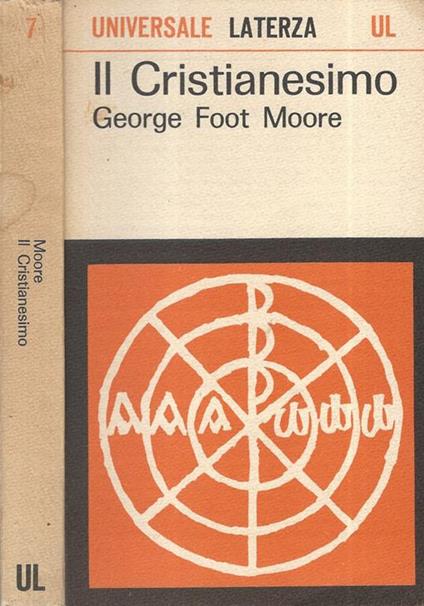 7
Moore
Il Cristianesimo
UL
UNIVERSALE LATERZA UL
Il Cristianesimo
George Foot Moore
Α Α Α ω ω ω